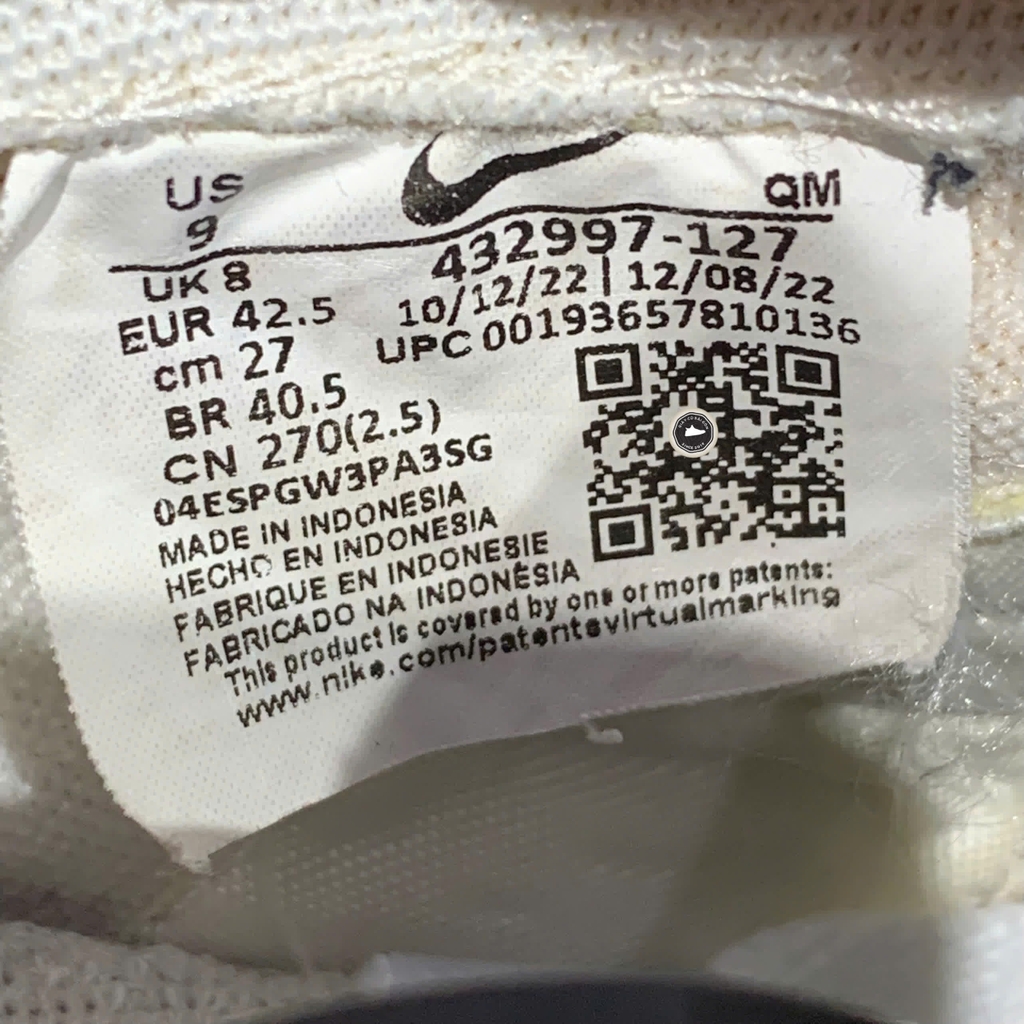 US
9
QM
UK 8
432997-127
EUR 42.5
10/12/22 | 12/08/22
cm 27
UPC 00193657810136
BR 40.5
CN 270(2.5)
04ESPGW3PA3SG
MADE IN INDONESIA
HECHO EN INDONESIA
FABRIQUE EN INDONESIE
FABRICADO NA INDONÉSIA
This product is covered by one or more patents:
www.nike.com/patentsvirtualmarking